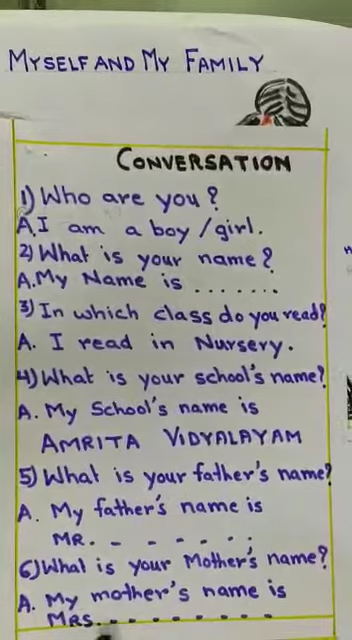 MYSELF AND MY FAMILY
CONVERSATION
1) Who are you?
A. I am a boy/girl.
2) What is your name?
A. My Name is .......
3) In which class do you read?
A. I read in Nursery.
4) What is your school's name?
A. My School's name is
AMRITA VIDYALAYAM
5) What is your father's name?
A. My father's name is
MR. - - - - . . .
6) What is your Mother's name?
A. My mother's name is
MRS. - - - - - - - -